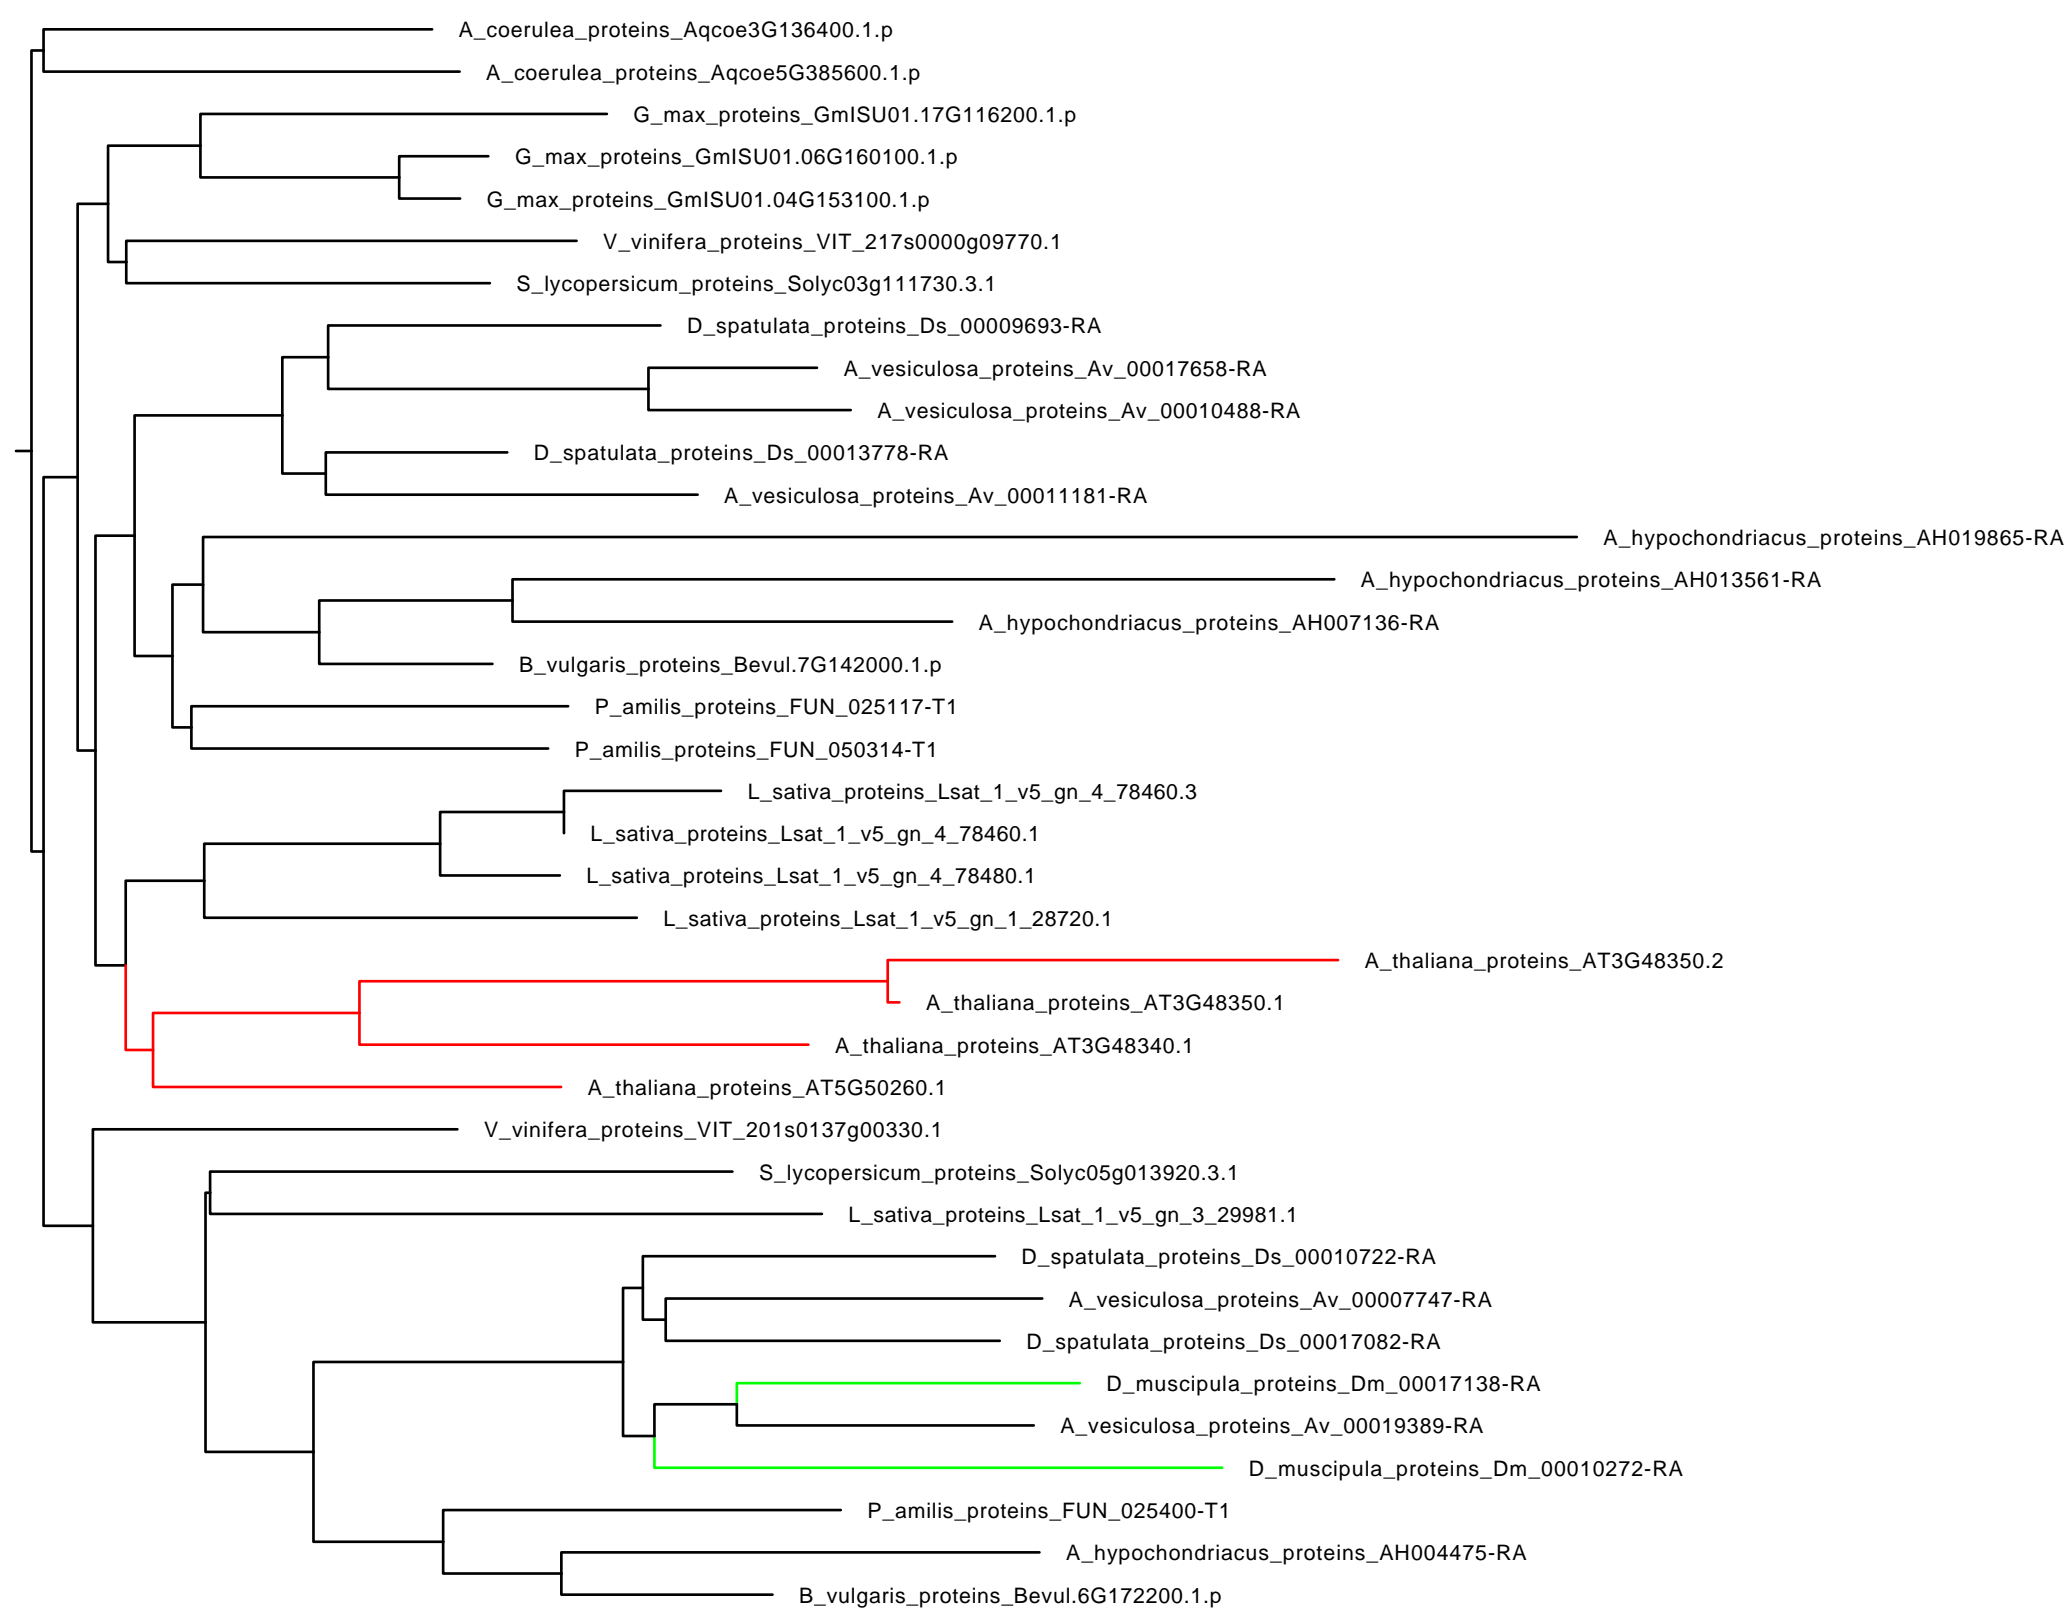 A_coerulea_proteins_Aqcoe3G136400.1.p
A_coerulea_proteins_Aqcoe5G385600.1.p
G_max_proteins_GmISU01.17G116200.1.p
G_max_proteins_GmISU01.06G160100.1.p
G_max_proteins_GmISU01.04G153100.1.p
V_vinifera_proteins_VIT_217s0000g09770.1
S_lycopersicum_proteins_Solyc03g111730.3.1
D_spatulata_proteins_Ds_00009693-RA
A_vesiculosa_proteins_Av_00017658-RA
A_vesiculosa_proteins_Av_00010488-RA
D_spatulata_proteins_Ds_00013778-RA
A_vesiculosa_proteins_Av_00011181-RA
A_hypochondriacus_proteins_AH019865-RA
A_hypochondriacus_proteins_AH013561-RA
A_hypochondriacus_proteins_AH007136-RA
B_vulgaris_proteins_Bevul.7G142000.1.p
P_amilis_proteins_FUN_025117-T1
P_amilis_proteins_FUN_050314-T1
L_sativa_proteins_Lsat_1_v5_gn_4_78460.3
L_sativa_proteins_Lsat_1_v5_gn_4_78460.1
L_sativa_proteins_Lsat_1_v5_gn_4_78480.1
L_sativa_proteins_Lsat_1_v5_gn_1_28720.1
A_thaliana_proteins_AT3G48350.2
A_thaliana_proteins_AT3G48350.1
A_thaliana_proteins_AT3G48340.1
A_thaliana_proteins_AT5G50260.1
V_vinifera_proteins_VIT_201s0137g00330.1
S_lycopersicum_proteins_Solyc05g013920.3.1
L_sativa_proteins_Lsat_1_v5_gn_3_29981.1
D_spatulata_proteins_Ds_00010722-RA
A_vesiculosa_proteins_Av_00007747-RA
D_spatulata_proteins_Ds_00017082-RA
D_muscipula_proteins_Dm_00017138-RA
A_vesiculosa_proteins_Av_00019389-RA
D_muscipula_proteins_Dm_00010272-RA
P_amilis_proteins_FUN_025400-T1
A_hypochondriacus_proteins_AH004475-RA
B_vulgaris_proteins_Bevul.6G172200.1.p